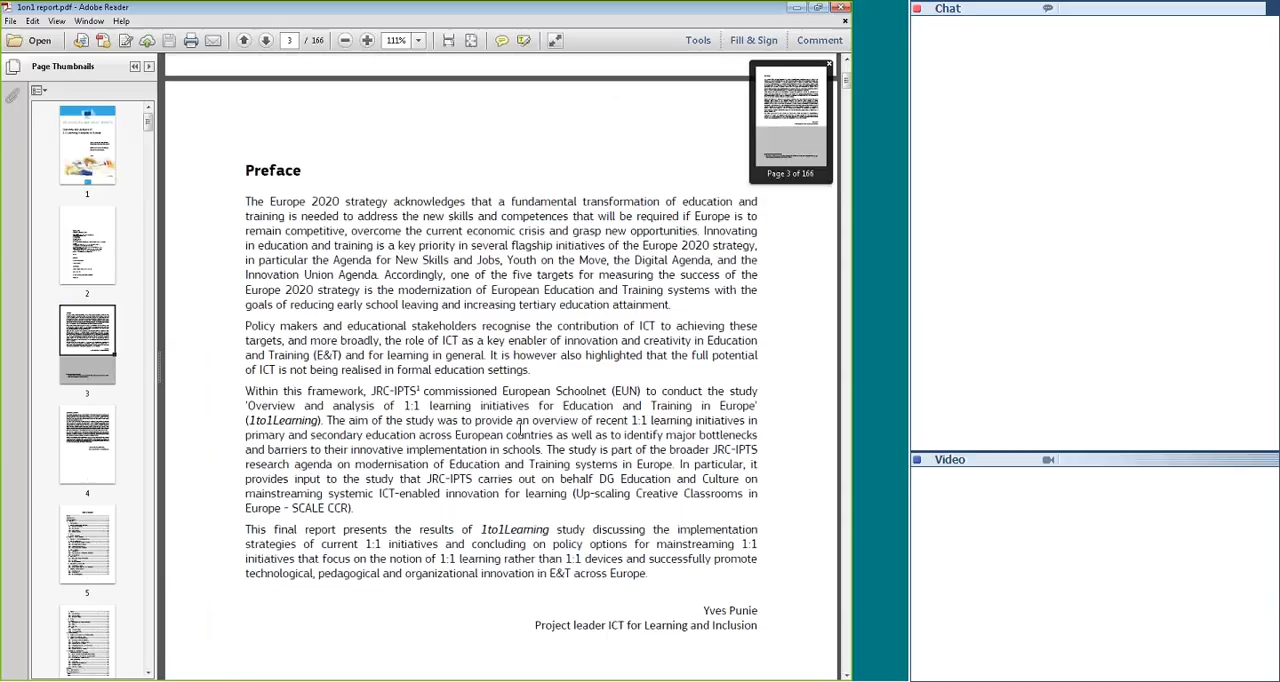 1on1 report.pdf - Adobe Reader
File Edit View Window Help
Open 3 / 166 111% Tools Fill & Sign Comment
Page Thumbnails
1
2
3
4
5
Page 3 of 166
Preface
The Europe 2020 strategy acknowledges that a fundamental transformation of education and
training is needed to address the new skills and competences that will be required if Europe is to
remain competitive, overcome the current economic crisis and grasp new opportunities. Innovating
in education and training is a key priority in several flagship initiatives of the Europe 2020 strategy,
in particular the Agenda for New Skills and Jobs, Youth on the Move, the Digital Agenda, and the
Innovation Union Agenda. Accordingly, one of the five targets for measuring the success of the
Europe 2020 strategy is the modernization of European Education and Training systems with the
goals of reducing early school leaving and increasing tertiary education attainment.
Policy makers and educational stakeholders recognise the contribution of ICT to achieving these
targets, and more broadly, the role of ICT as a key enabler of innovation and creativity in Education
and Training (E&T) and for learning in general. It is however also highlighted that the full potential
of ICT is not being realised in formal education settings.
Within this framework, JRC-IPTS¹ commissioned European Schoolnet (EUN) to conduct the study
'Overview and analysis of 1:1 learning initiatives for Education and Training in Europe'
(1to1Learning). The aim of the study was to provide an overview of recent 1:1 learning initiatives in
primary and secondary education across European countries as well as to identify major bottlenecks
and barriers to their innovative implementation in schools. The study is part of the broader JRC-IPTS
research agenda on modernisation of Education and Training systems in Europe. In particular, it
provides input to the study that JRC-IPTS carries out on behalf DG Education and Culture on
mainstreaming systemic ICT-enabled innovation for learning (Up-scaling Creative Classrooms in
Europe - SCALE CCR).
This final report presents the results of 1to1Learning study discussing the implementation
strategies of current 1:1 initiatives and concluding on policy options for mainstreaming 1:1
initiatives that focus on the notion of 1:1 learning rather than 1:1 devices and successfully promote
technological, pedagogical and organizational innovation in E&T across Europe.
Yves Punie
Project leader ICT for Learning and Inclusion
Chat
Video